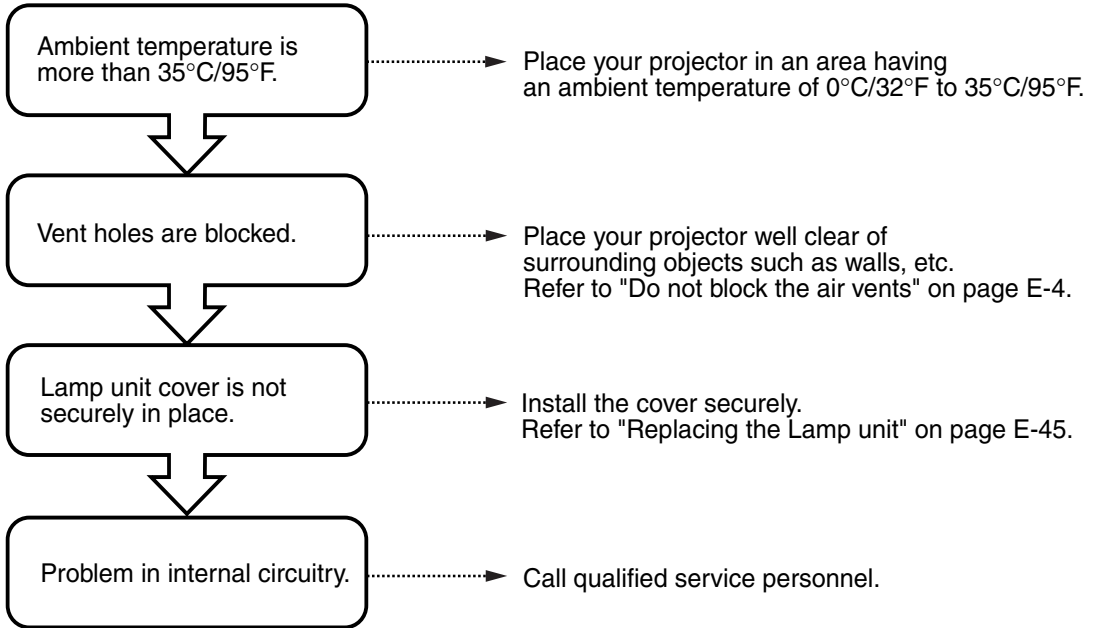 Ambient temperature is
more than 35°C/95°F.
Place your projector in an area having
an ambient temperature of 0°C/32°F to 35°C/95°F.
Vent holes are blocked.
Place your projector well clear of
surrounding objects such as walls, etc.
Refer to "Do not block the air vents" on page E-4.
Lamp unit cover is not
securely in place.
Install the cover securely.
Refer to "Replacing the Lamp unit" on page E-45.
Problem in internal circuitry.
Call qualified service personnel.